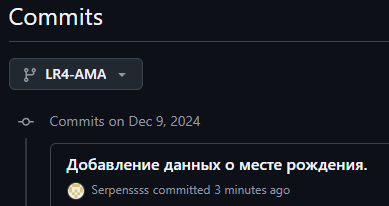 Commits
LR4-AMA
Commits on Dec 9, 2024
Добавление данных о месте рождения.
Serpenssss committed 3 minutes ago